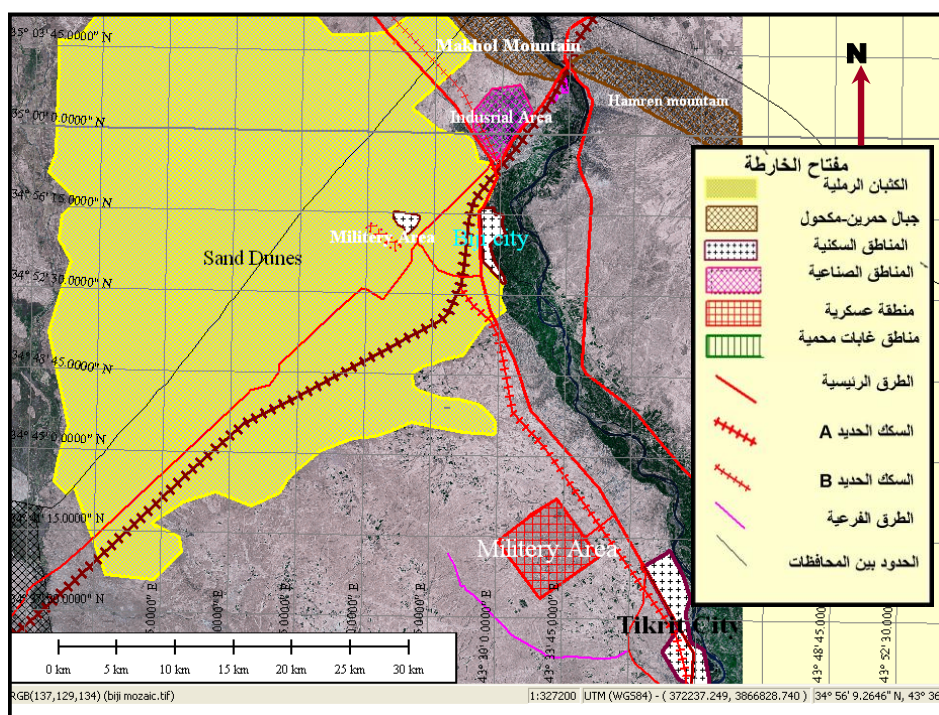 35° 03' 45.0000" N
Makhol Mountain
N
Hamren mountain
Indusrial Area
35° 00' 0.0000" N
34° 56' 15.0000" N
Militery Area
Biji city
Sand Dunes
34° 52' 30.0000" N
34° 45' 0.0000" N
Militery Area
Tikrit City
43° 30' 0.0000" E
43° 33' 45.0000" E
43° 48' 45.0000" E
43° 52' 30.0000" E
مفتاح الخارطة
الكثبان الرملية
جبال حمرين-مكحول
المناطق السكنية
المناطق الصناعية
منطقة عسكرية
مناطق غابات محمية
الطرق الرئيسية
السكك الحديد A
السكك الحديد B
الطرق الفرعية
الحدود بين المحافظات
0 km 5 km 10 km 15 km 20 km 25 km 30 km
RGB(137,129,134) (biji mozaic.tif)
1:327200 UTM (WGS84) - ( 372237.249, 3866828.740 ) 34° 56' 9.2646" N, 43° 36